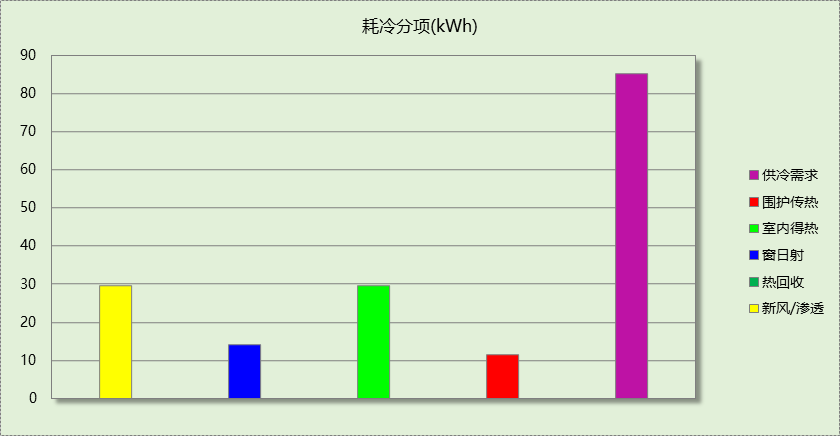 耗冷分项(kWh)
90
80
70
60
50
40
30
20
10
0
供冷需求
围护传热
室内得热
窗日射
热回收
新风/渗透